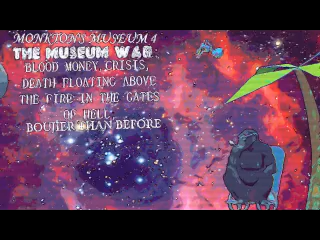 MONKTON'S MUSEUM 4
THE MUSEUM WAR
BLOOD MONEY CRISIS,
DEATH FLOATING ABOVE
THE FIRE IN THE GATES
OF HELL,
THAN BEFORE